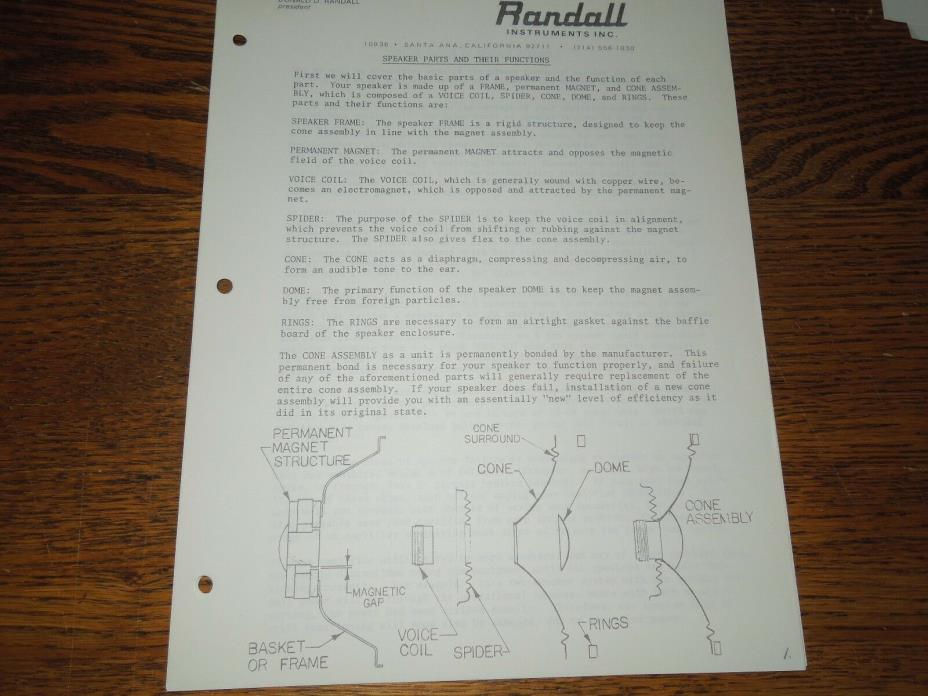 DONALD D. RANDALL
president
Randall
INSTRUMENTS INC.
10936 • SANTA ANA, CALIFORNIA 92711 • (714) 556-1030
SPEAKER PARTS AND THEIR FUNCTIONS
First we will cover the basic parts of a speaker and the function of each
part. Your speaker is made up of a FRAME, permanent MAGNET, and CONE ASSEM-
BLY, which is composed of a VOICE COIL, SPIDER, CONE, DOME, and RINGS. These
parts and their functions are:
SPEAKER FRAME: The speaker FRAME is a rigid structure, designed to keep the
cone assembly in line with the magnet assembly.
PERMANENT MAGNET: The permanent MAGNET attracts and opposes the magnetic
field of the voice coil.
VOICE COIL: The VOICE COIL, which is generally wound with copper wire, be-
comes an electromagnet, which is opposed and attracted by the permanent mag-
net.
SPIDER: The purpose of the SPIDER is to keep the voice coil in alignment,
which prevents the voice coil from shifting or rubbing against the magnet
structure. The SPIDER also gives flex to the cone assembly.
CONE: The CONE acts as a diaphragm, compressing and decompressing air, to
form an audible tone to the ear.
DOME: The primary function of the speaker DOME is to keep the magnet assem-
bly free from foreign particles.
RINGS: The RINGS are necessary to form an airtight gasket against the baffle
board of the speaker enclosure.
The CONE ASSEMBLY as a unit is permanently bonded by the manufacturer. This
permanent bond is necessary for your speaker to function properly, and failure
of any of the aforementioned parts will generally require replacement of the
entire cone assembly. If your speaker does fail, installation of a new cone
assembly will provide you with an essentially "new" level of efficiency as it
did in its original state.
PERMANENT
MAGNET
STRUCTURE
CONE
SURROUND
CONE
DOME
CONE
ASSEMBLY
MAGNETIC
GAP
BASKET
OR FRAME
VOICE
COIL
SPIDER
RINGS
1.